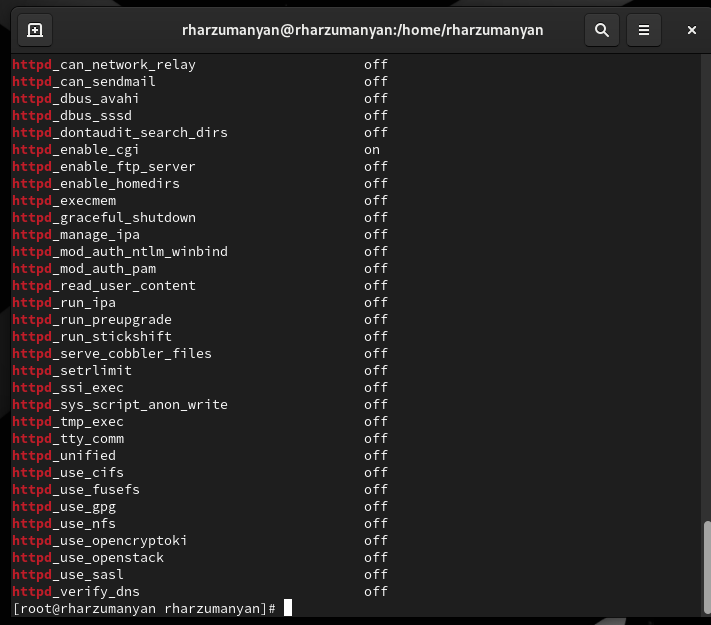 rharzumanyan@rharzumanyan:/home/rharzumanyan
httpd_can_network_relay off
httpd_can_sendmail off
httpd_dbus_avahi off
httpd_dbus_sssd off
httpd_dontaudit_search_dirs off
httpd_enable_cgi on
httpd_enable_ftp_server off
httpd_enable_homedirs off
httpd_execmem off
httpd_graceful_shutdown off
httpd_manage_ipa off
httpd_mod_auth_ntlm_winbind off
httpd_mod_auth_pam off
httpd_read_user_content off
httpd_run_ipa off
httpd_run_preupgrade off
httpd_run_stickshift off
httpd_serve_cobbler_files off
httpd_setrlimit off
httpd_ssi_exec off
httpd_sys_script_anon_write off
httpd_tmp_exec off
httpd_tty_comm off
httpd_unified off
httpd_use_cifs off
httpd_use_fusefs off
httpd_use_gpg off
httpd_use_nfs off
httpd_use_opencryptoki off
httpd_use_openstack off
httpd_use_sasl off
httpd_verify_dns off
[root@rharzumanyan rharzumanyan]#